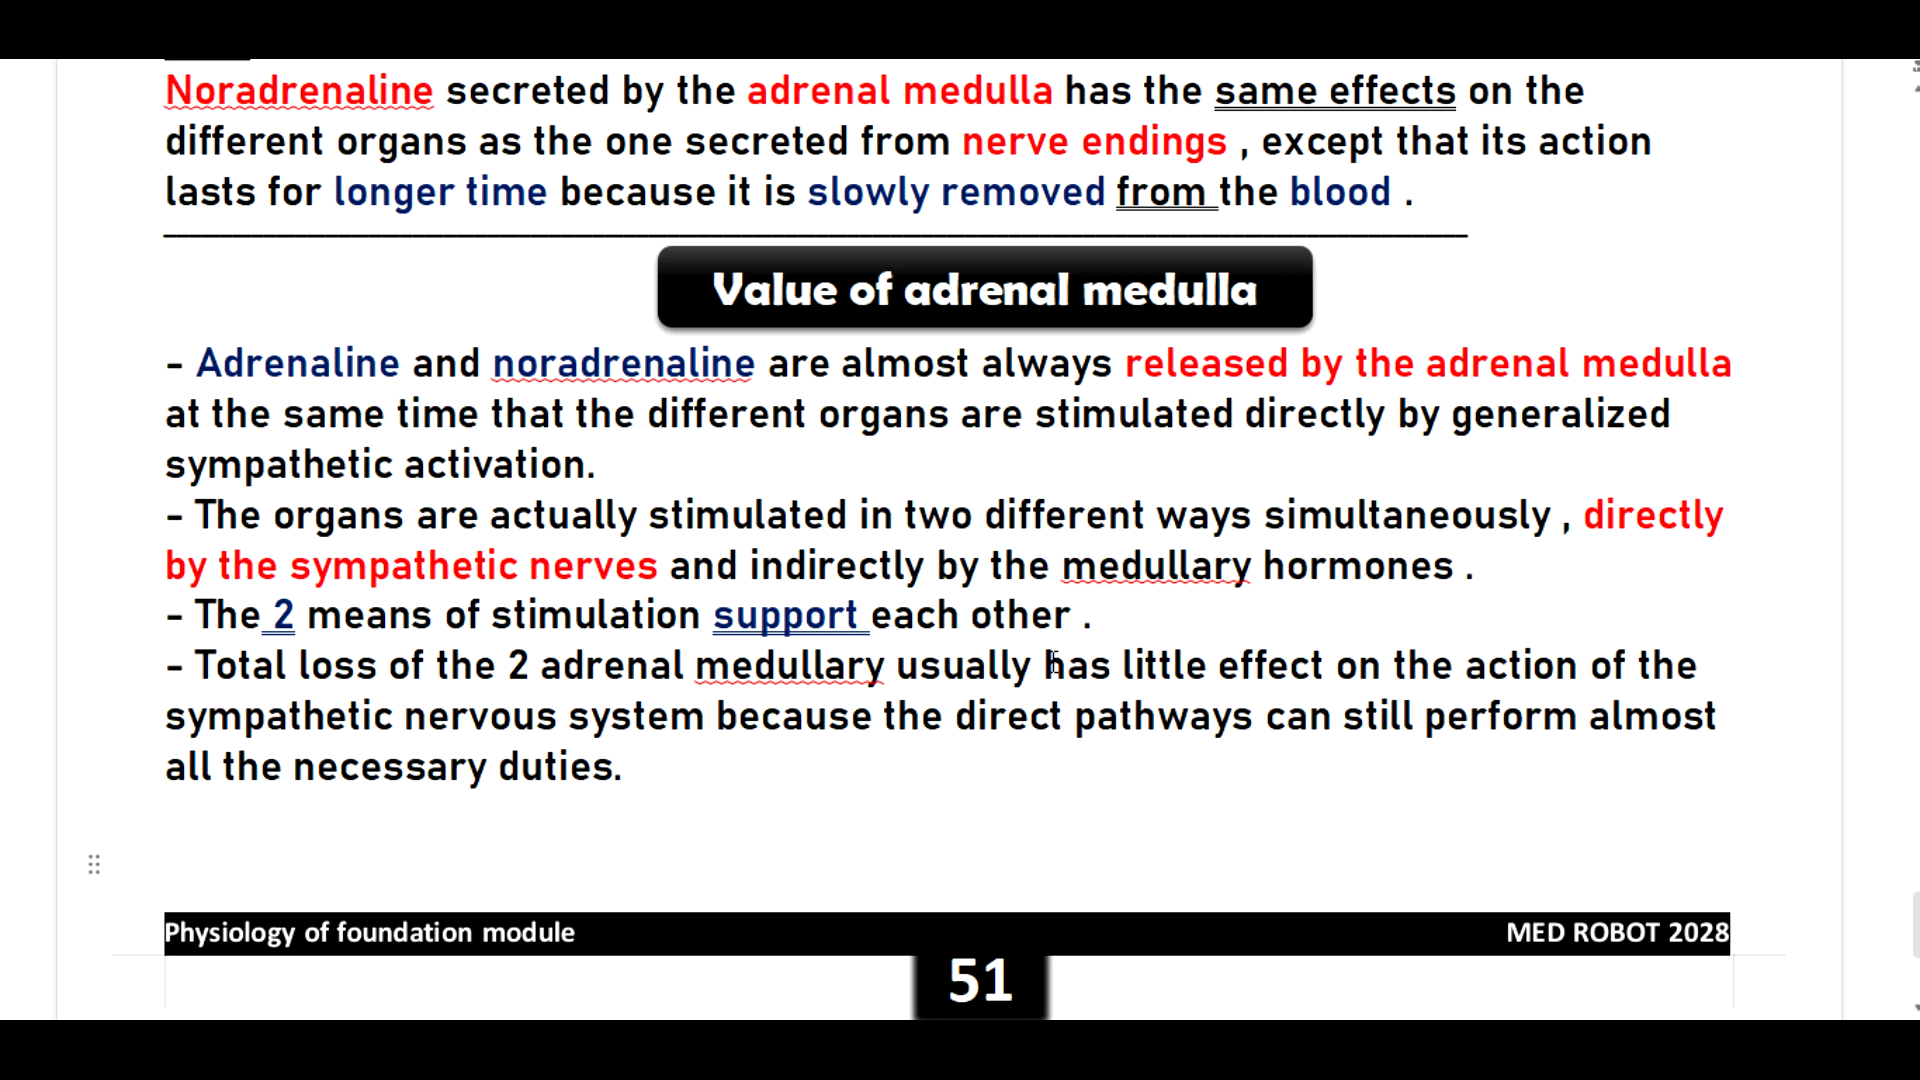 Noradrenaline secreted by the adrenal medulla has the same effects on the
different organs as the one secreted from nerve endings , except that its action
lasts for longer time because it is slowly removed from the blood .
Value of adrenal medulla
- Adrenaline and noradrenaline are almost always released by the adrenal medulla
at the same time that the different organs are stimulated directly by generalized
sympathetic activation.
- The organs are actually stimulated in two different ways simultaneously , directly
by the sympathetic nerves and indirectly by the medullary hormones .
- The 2 means of stimulation support each other .
- Total loss of the 2 adrenal medullary usually has little effect on the action of the
sympathetic nervous system because the direct pathways can still perform almost
all the necessary duties.
Physiology of foundation module MED ROBOT 2028
51